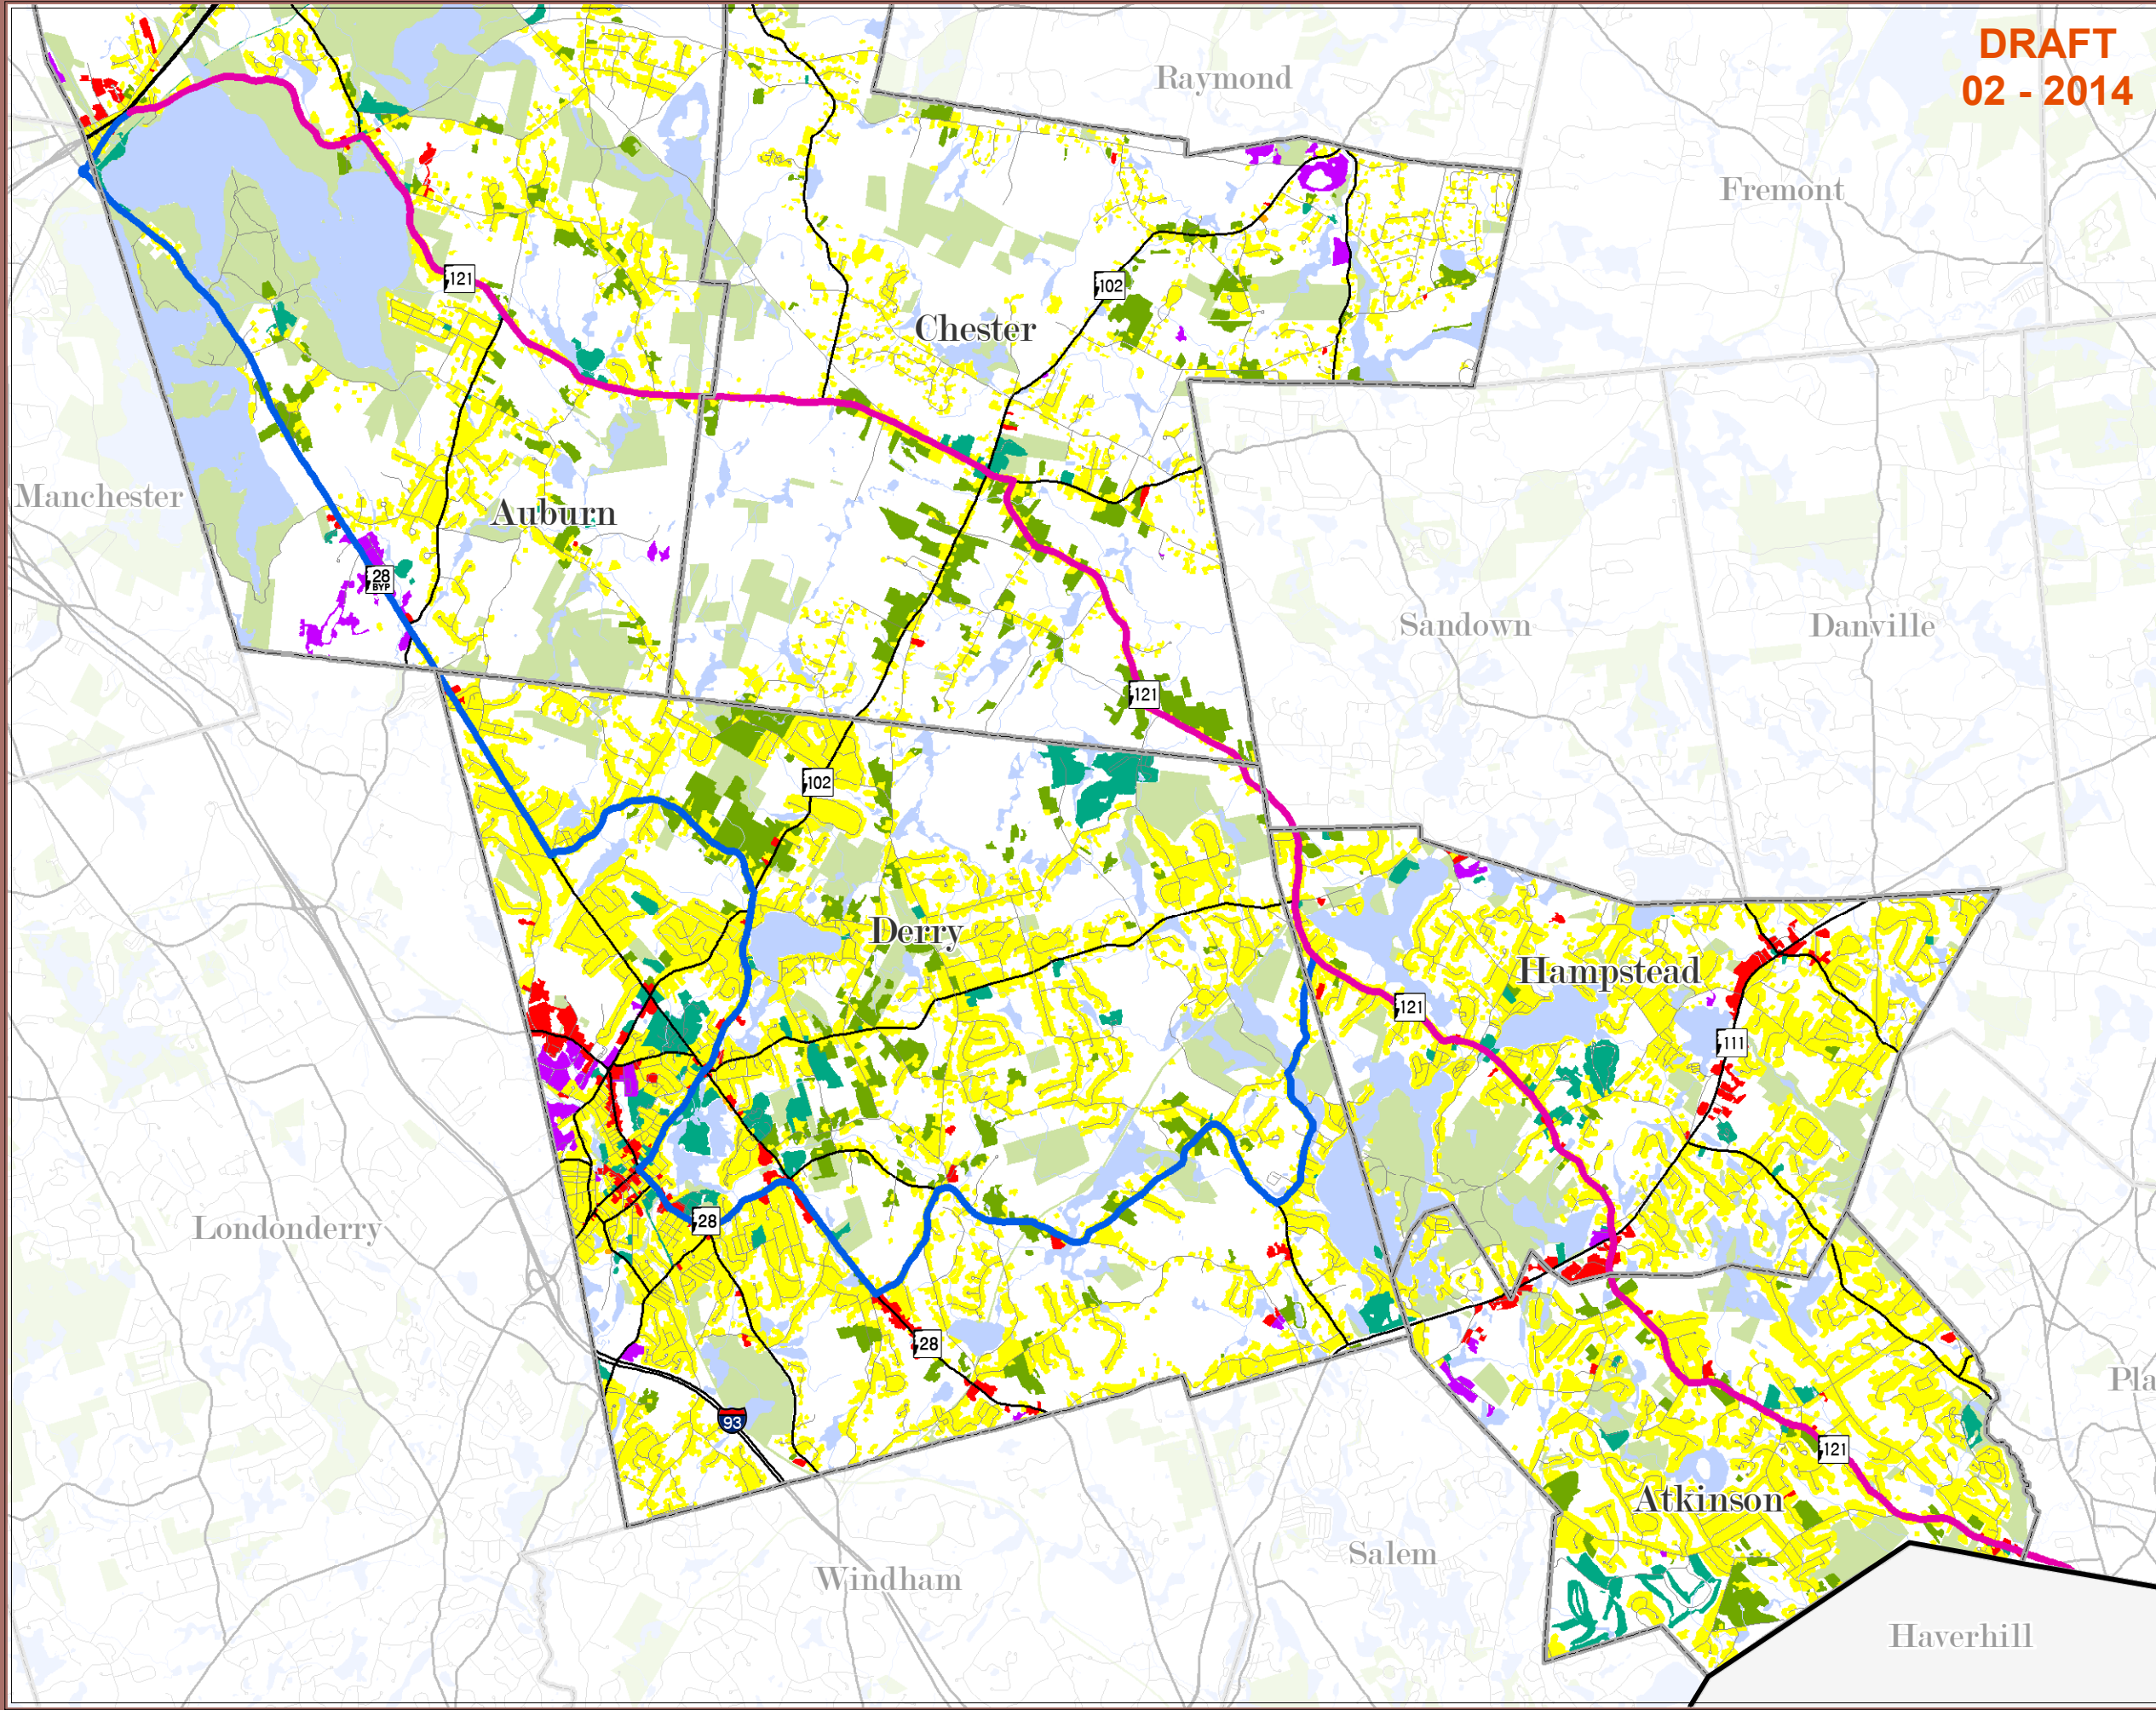 DRAFT
02 - 2014
Raymond
Fremont
121
102
Chester
Manchester
Auburn
28
BYP
Sandown
Danville
121
102
Derry
Hampstead
121
111
Londonderry
28
28
Pla
93
121
Atkinson
Salem
Windham
Haverhill